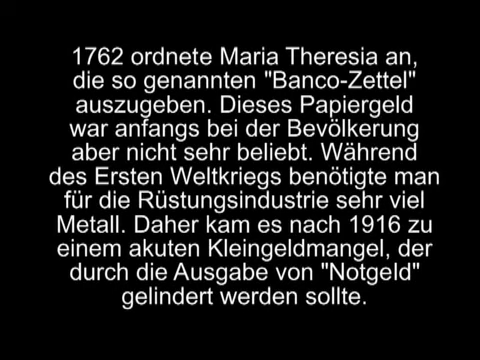 1762 ordnete Maria Theresia an,
die so genannten "Banco-Zettel"
auszugeben. Dieses Papiergeld
war anfangs bei der Bevölkerung
aber nicht sehr beliebt. Während
des Ersten Weltkriegs benötigte man
für die Rüstungsindustrie sehr viel
Metall. Daher kam es nach 1916 zu
einem akuten Kleingeldmangel, der
durch die Ausgabe von "Notgeld"
gelindert werden sollte.